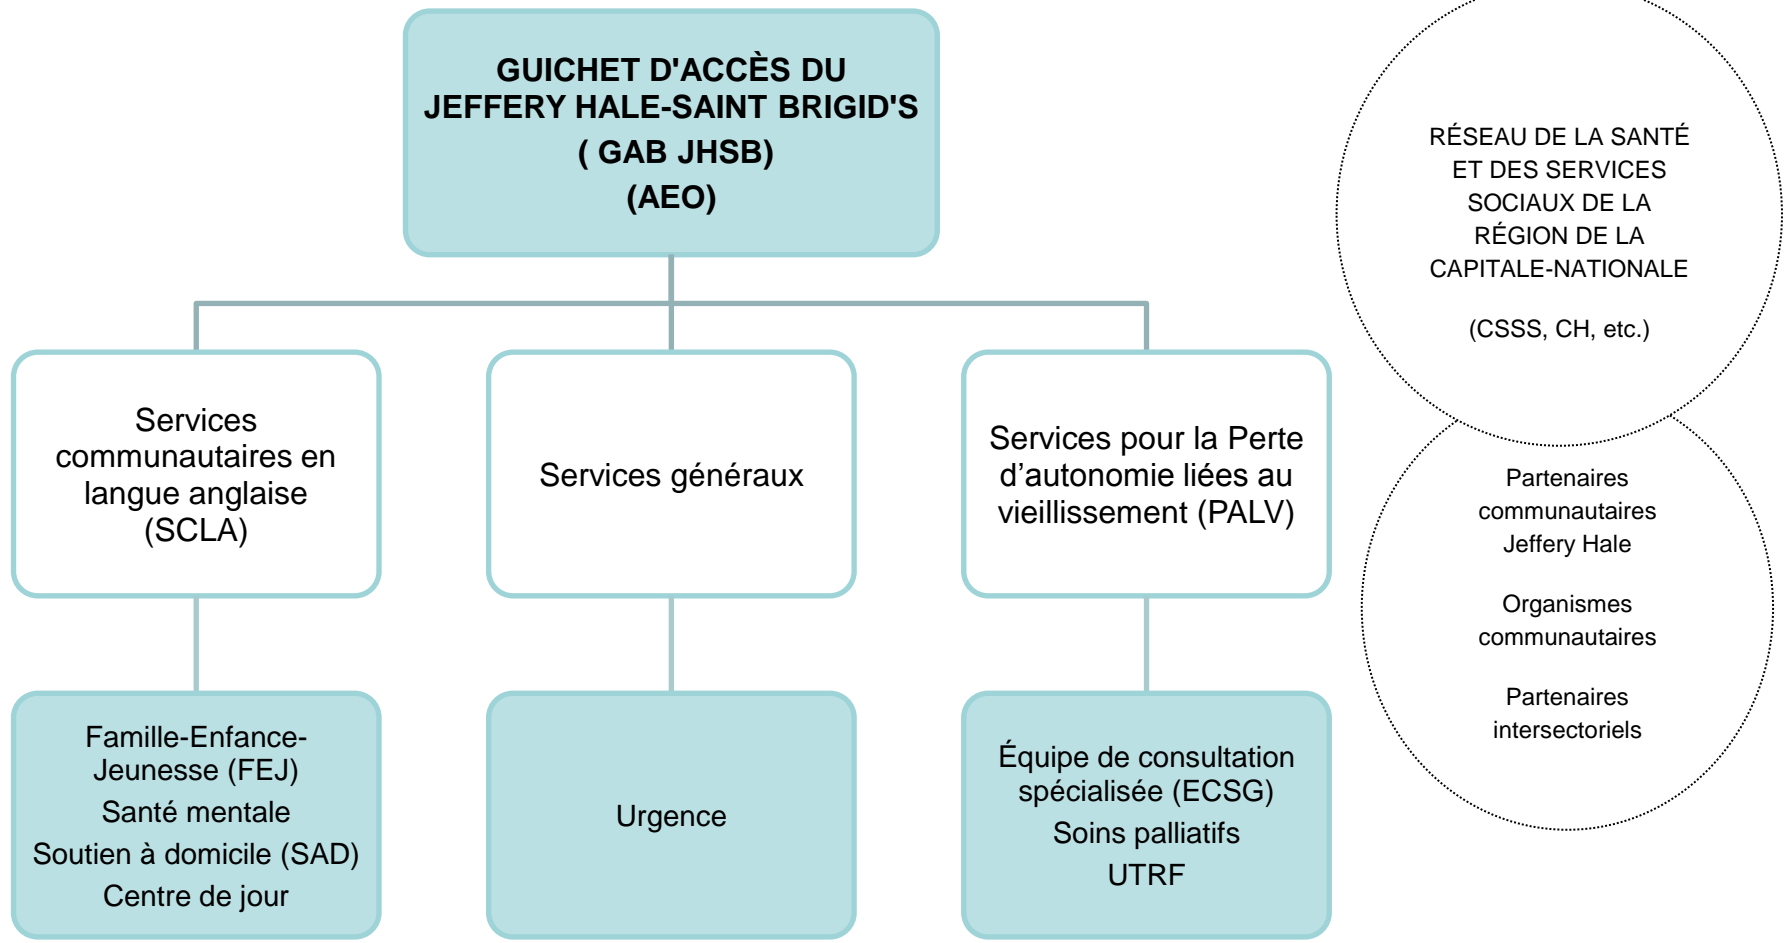 GUICHET D'ACCÈS DU
JEFFERY HALE-SAINT BRIGID'S
( GAB JHSB)
(AEO)
Services
communautaires en
langue anglaise
(SCLA)
Services généraux
Services pour la Perte
d’autonomie liées au
vieillissement (PALV)
Famille-Enfance-
Jeunesse (FEJ)
Santé mentale
Soutien à domicile (SAD)
Centre de jour
Urgence
Équipe de consultation
spécialisée (ECSG)
Soins palliatifs
UTRF
RÉSEAU DE LA SANTÉ
ET DES SERVICES
SOCIAUX DE LA
RÉGION DE LA
CAPITALE-NATIONALE
(CSSS, CH, etc.)
Partenaires
communautaires
Jeffery Hale
Organismes
communautaires
Partenaires
intersectoriels